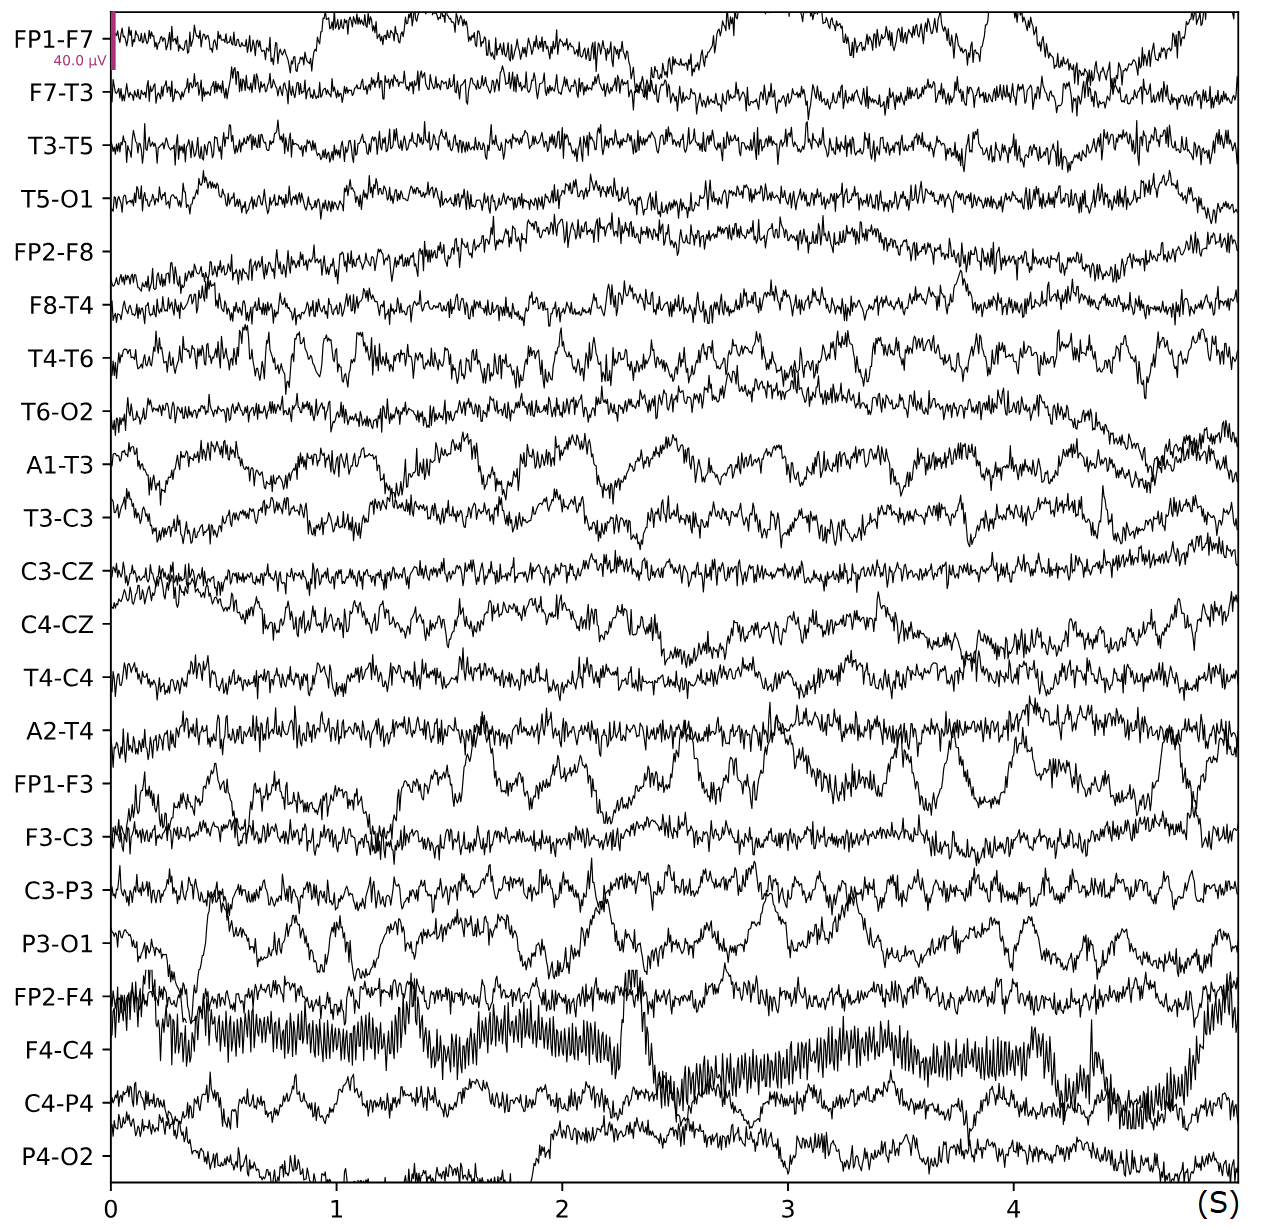 FP1-F7
40.0 µV
F7-T3
T3-T5
T5-O1
FP2-F8
F8-T4
T4-T6
T6-O2
A1-T3
T3-C3
C3-CZ
C4-CZ
T4-C4
A2-T4
FP1-F3
F3-C3
C3-P3
P3-O1
FP2-F4
F4-C4
C4-P4
P4-O2
0 1 2 3 4 (S)